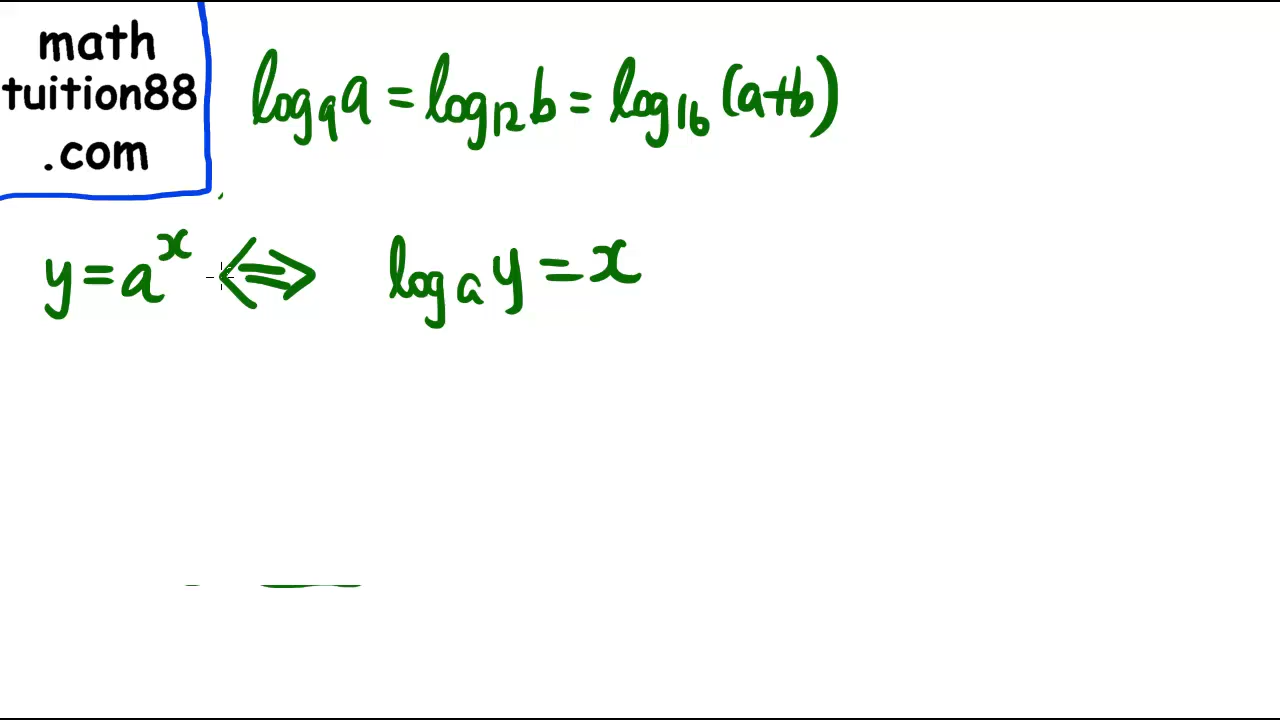 math
tuition88
.com
log₉a = log₁₂b = log₁₆(a+b)
y = aˣ ⇔ logₐy = x